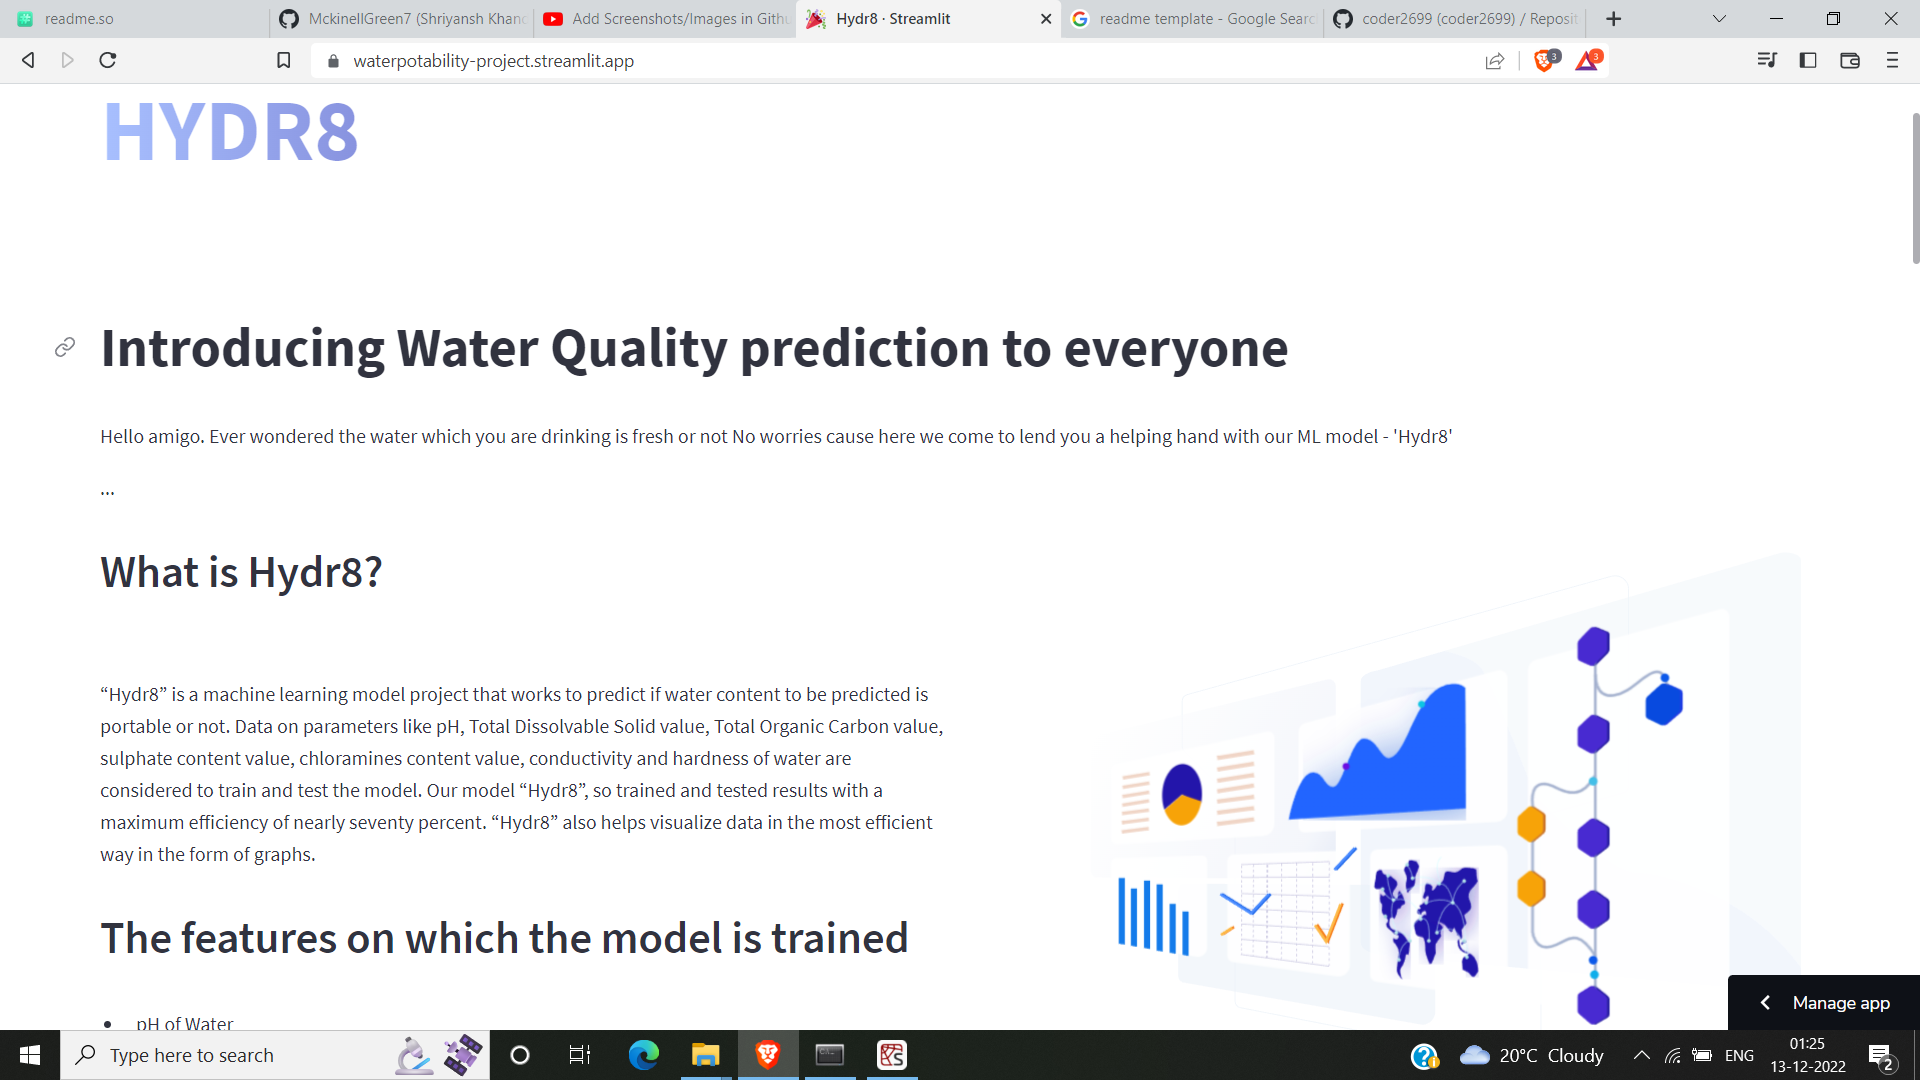 readme.so
MckinellGreen7 (Shriyansh Khand
Add Screenshots/Images in Githu
Hydr8 · Streamlit
readme template - Google Searc
coder2699 (coder2699) / Reposit
waterpotability-project.streamlit.app
3
3
HYDR8
Introducing Water Quality prediction to everyone
Hello amigo. Ever wondered the water which you are drinking is fresh or not No worries cause here we come to lend you a helping hand with our ML model - 'Hydr8'
...
What is Hydr8?
“Hydr8” is a machine learning model project that works to predict if water content to be predicted is
portable or not. Data on parameters like pH, Total Dissolvable Solid value, Total Organic Carbon value,
sulphate content value, chloramines content value, conductivity and hardness of water are
considered to train and test the model. Our model “Hydr8”, so trained and tested results with a
maximum efficiency of nearly seventy percent. “Hydr8” also helps visualize data in the most efficient
way in the form of graphs.
The features on which the model is trained
• pH of Water
Manage app
Type here to search
20°C Cloudy
ENG
01:25
13-12-2022
2